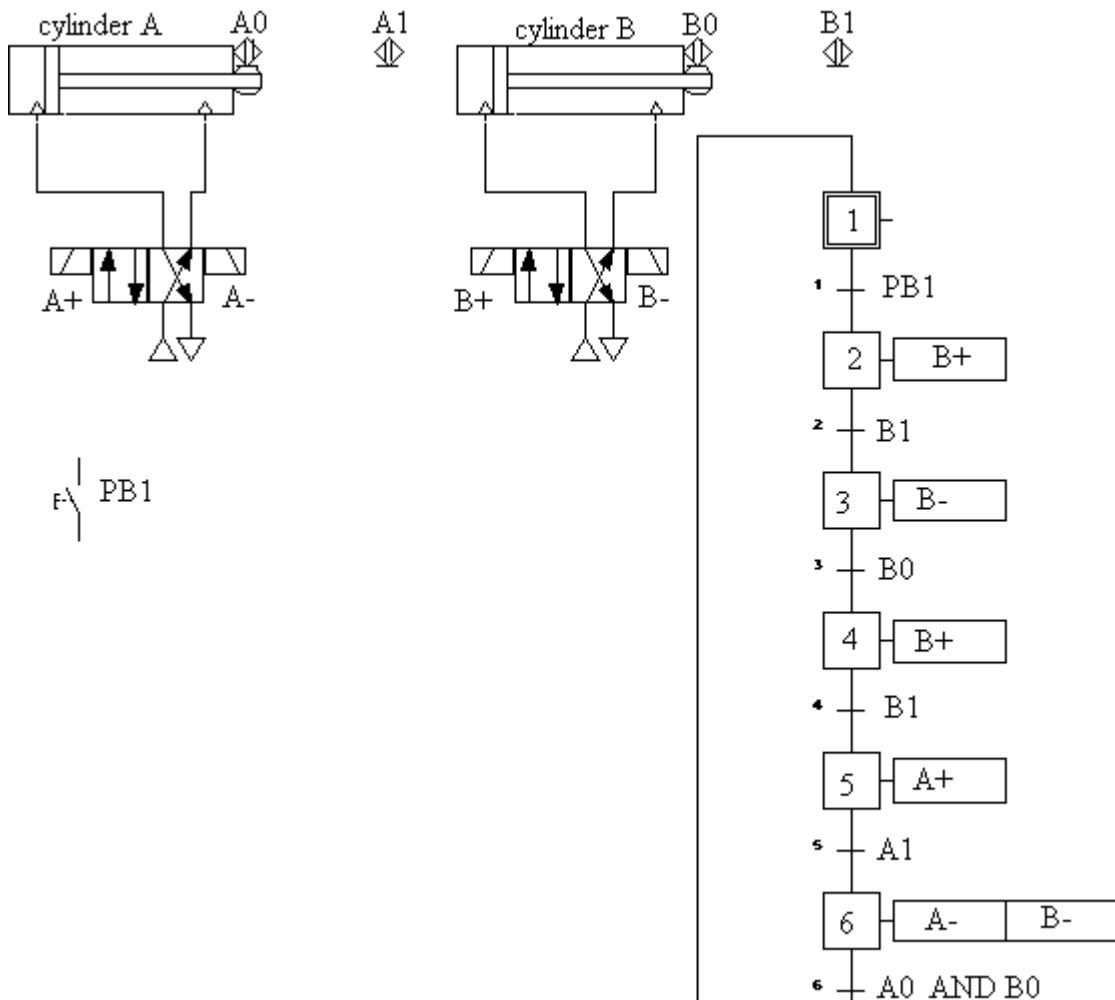 cylinder A A0 A1 cylinder B B0 B1
1
1 PB1
A+ A- B+ B-
2 B+
2 B1
PB1
3 B-
3 B0
4 B+
4 B1
5 A+
5 A1
6 A- B-
6 A0 AND B0